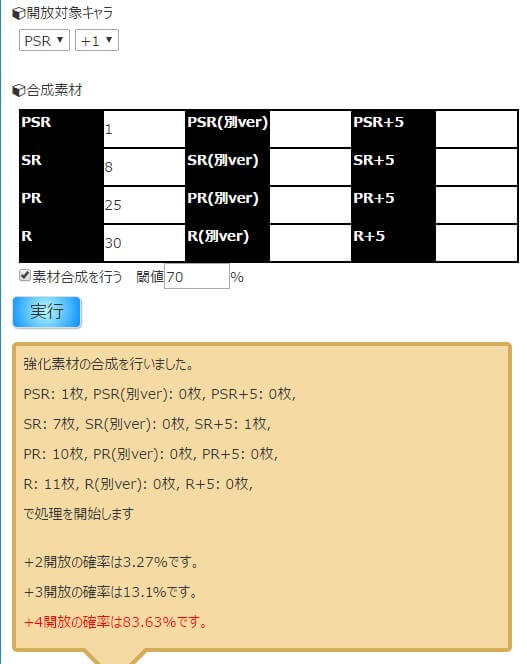 開放対象キャラ
PSR +1
合成素材
PSR 1 PSR(別ver) PSR+5
SR 8 SR(別ver) SR+5
PR 25 PR(別ver) PR+5
R 30 R(別ver) R+5
素材合成を行う 閾値70%
実行
強化素材の合成を行いました。
PSR: 1枚, PSR(別ver): 0枚, PSR+5: 0枚,
SR: 7枚, SR(別ver): 0枚, SR+5: 1枚,
PR: 10枚, PR(別ver): 0枚, PR+5: 0枚,
R: 11枚, R(別ver): 0枚, R+5: 0枚,
で処理を開始します
+2開放の確率は3.27%です。
+3開放の確率は13.1%です。
+4開放の確率は83.63%です。